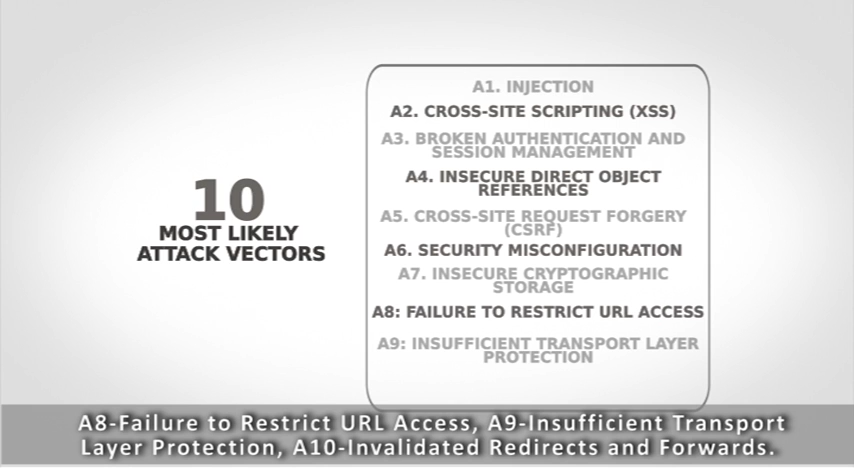 10
MOST LIKELY
ATTACK VECTORS
A1. INJECTION
A2. CROSS-SITE SCRIPTING (XSS)
A3. BROKEN AUTHENTICATION AND
SESSION MANAGEMENT
A4. INSECURE DIRECT OBJECT
REFERENCES
A5. CROSS-SITE REQUEST FORGERY
(CSRF)
A6. SECURITY MISCONFIGURATION
A7. INSECURE CRYPTOGRAPHIC
STORAGE
A8: FAILURE TO RESTRICT URL ACCESS
A9: INSUFFICIENT TRANSPORT LAYER
PROTECTION
A8-Failure to Restrict URL Access, A9-Insufficient Transport
Layer Protection, A10-Invalidated Redirects and Forwards.